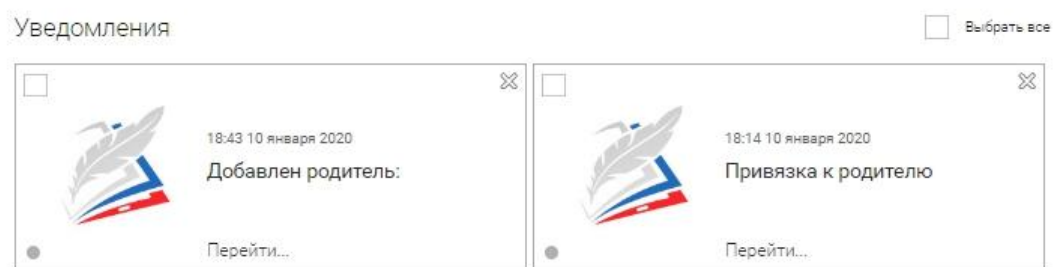 Уведомления
Выбрать все
18:43 10 января 2020
Добавлен родитель:
Перейти...
18:14 10 января 2020
Привязка к родителю
Перейти...